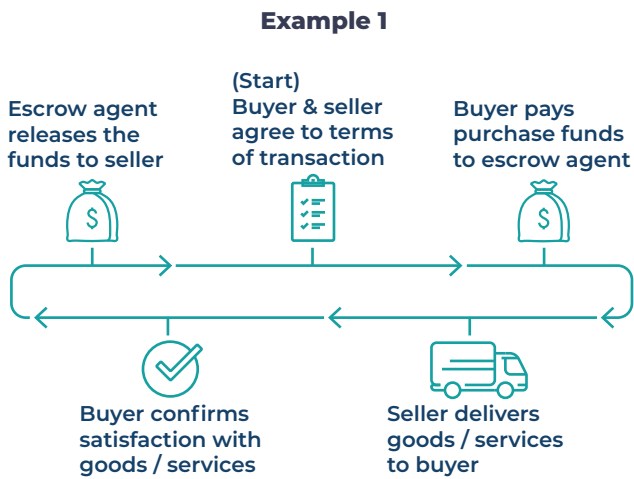 Example 1
Escrow agent
releases the
funds to seller
(Start)
Buyer & seller
agree to terms
of transaction
Buyer pays
purchase funds
to escrow agent
$
$
Buyer confirms
satisfaction with
goods / services
Seller delivers
goods / services
to buyer